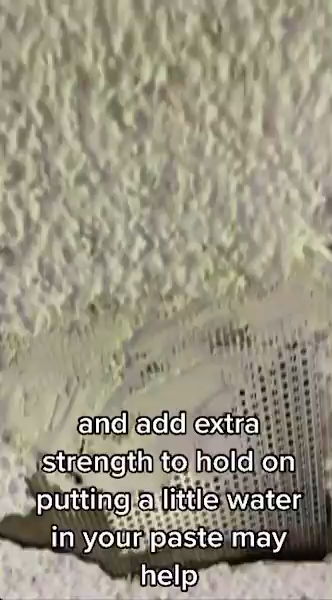 and add extra
strength to hold on
putting a little water
in your paste may
help